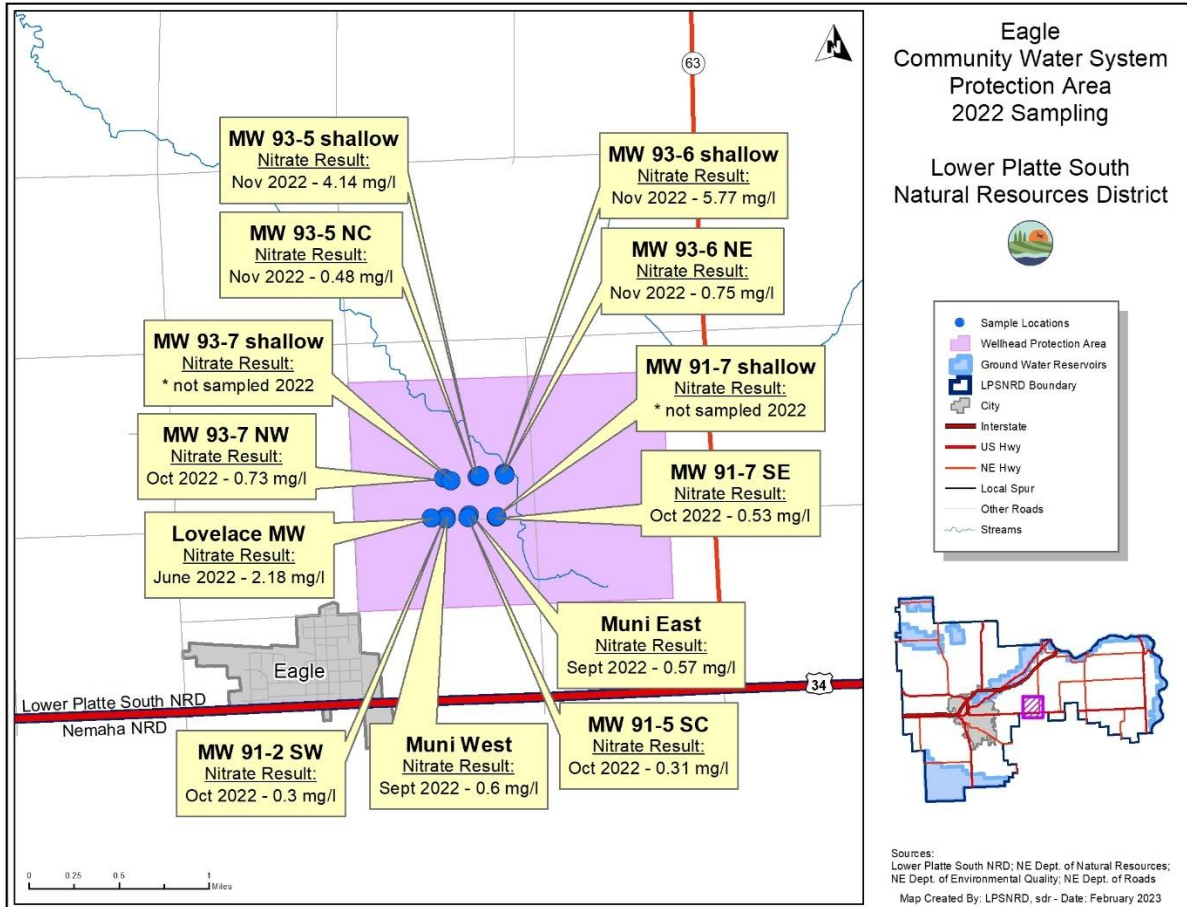 Eagle
Community Water System
Protection Area
2022 Sampling
Lower Platte South
Natural Resources District
N
63
MW 93-5 shallow
Nitrate Result:
Nov 2022 - 4.14 mg/l
MW 93-6 shallow
Nitrate Result:
Nov 2022 - 5.77 mg/l
MW 93-5 NC
Nitrate Result:
Nov 2022 - 0.48 mg/l
MW 93-6 NE
Nitrate Result:
Nov 2022 - 0.75 mg/l
MW 93-7 shallow
Nitrate Result:
* not sampled 2022
MW 91-7 shallow
Nitrate Result:
* not sampled 2022
MW 93-7 NW
Nitrate Result:
Oct 2022 - 0.73 mg/l
MW 91-7 SE
Nitrate Result:
Oct 2022 - 0.53 mg/l
Lovelace MW
Nitrate Result:
June 2022 - 2.18 mg/l
Muni East
Nitrate Result:
Sept 2022 - 0.57 mg/l
Eagle
34
Lower Platte South NRD
Nemaha NRD
MW 91-2 SW
Nitrate Result:
Oct 2022 - 0.3 mg/l
Muni West
Nitrate Result:
Sept 2022 - 0.6 mg/l
MW 91-5 SC
Nitrate Result:
Oct 2022 - 0.31 mg/l
0 0.25 0.5 1
Miles
Sample Locations
Wellhead Protection Area
Ground Water Reservoirs
LPSNRD Boundary
City
Interstate
US Hwy
NE Hwy
Local Spur
Other Roads
Streams
Sources:
Lower Platte South NRD; NE Dept. of Natural Resources;
NE Dept. of Environmental Quality; NE Dept. of Roads
Map Created By: LPSNRD, sdr - Date: February 2023